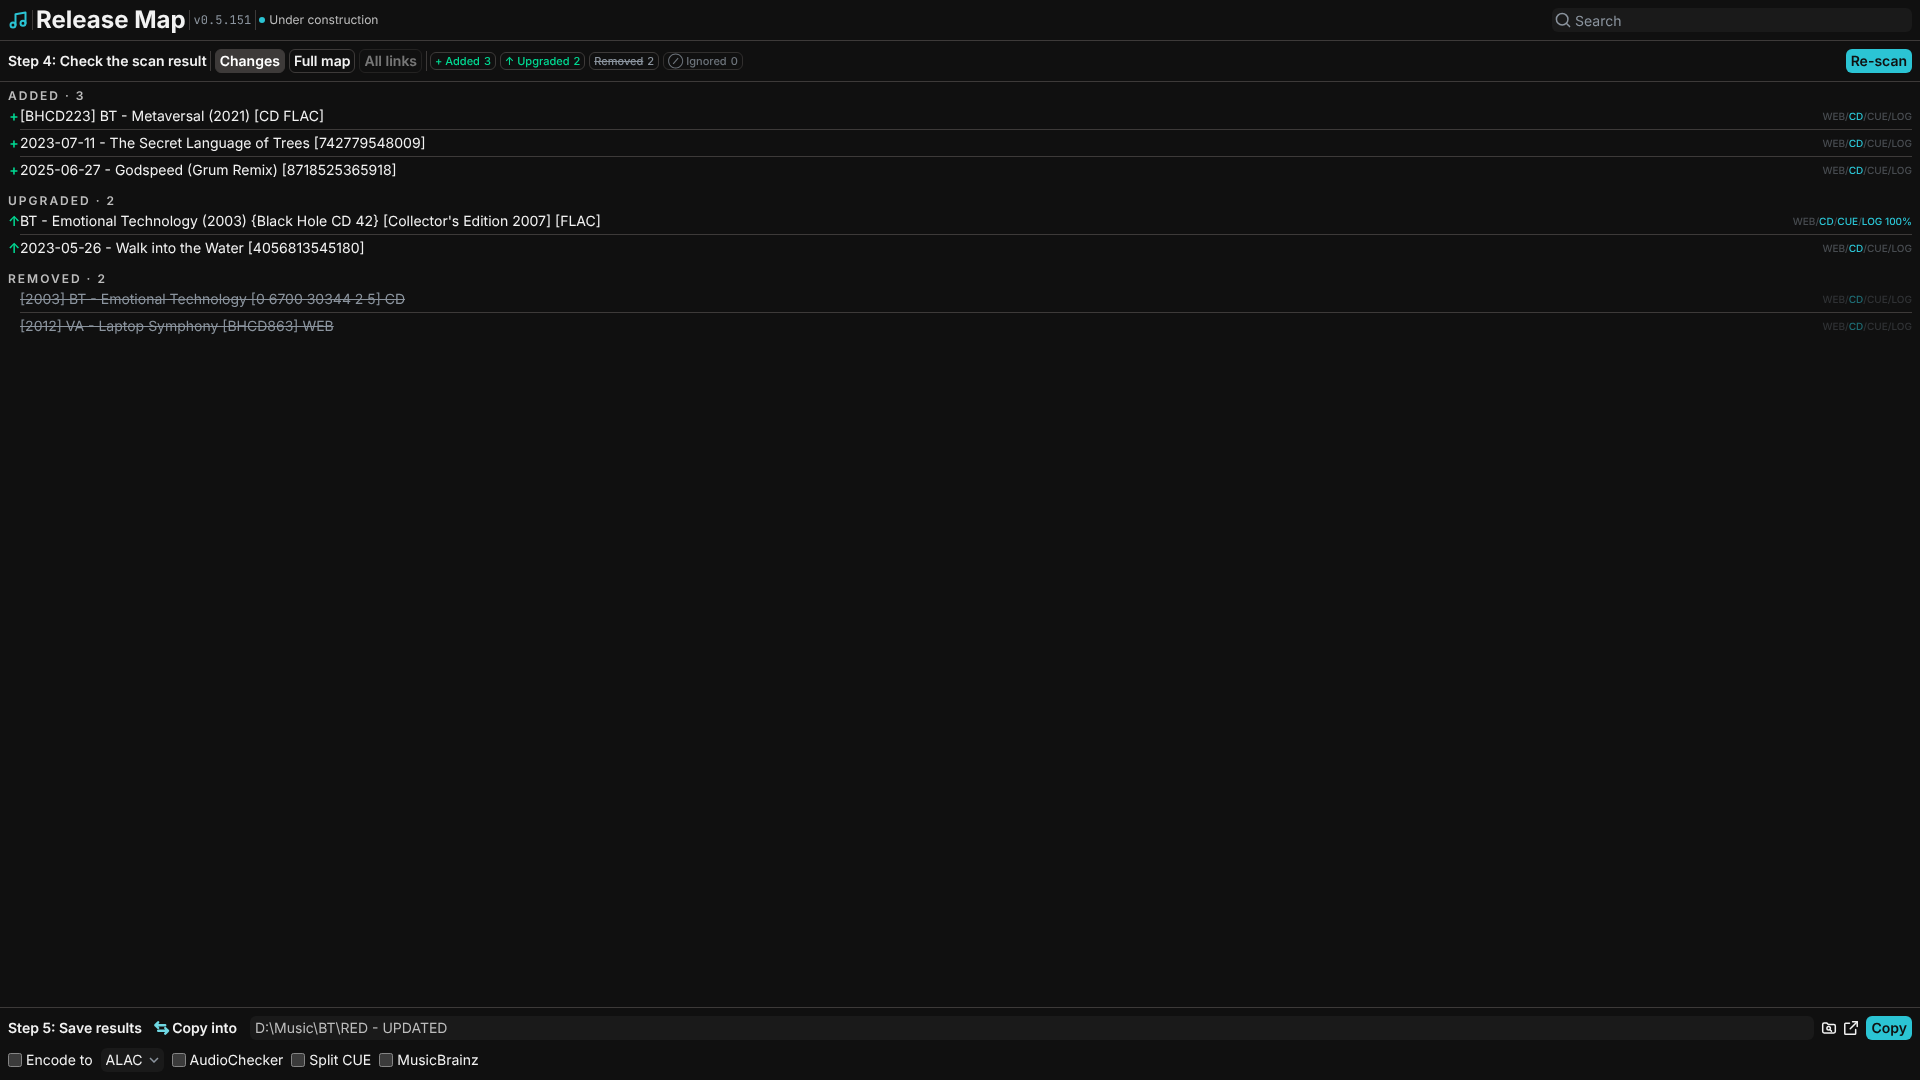 Release Map v0.5.151 Under construction Search
Step 4: Check the scan result Changes Full map All links + Added 3 ↑ Upgraded 2 Removed 2 Ignored 0 Re-scan
ADDED · 3
+ [BHCD223] BT - Metaversal (2021) [CD FLAC] WEB/CD/CUE/LOG
+ 2023-07-11 - The Secret Language of Trees [742779548009] WEB/CD/CUE/LOG
+ 2025-06-27 - Godspeed (Grum Remix) [8718525365918] WEB/CD/CUE/LOG
UPGRADED · 2
↑ BT - Emotional Technology (2003) {Black Hole CD 42} [Collector's Edition 2007] [FLAC] WEB/CD/CUE/LOG 100%
↑ 2023-05-26 - Walk into the Water [4056813545180] WEB/CD/CUE/LOG
REMOVED · 2
[2003] BT - Emotional Technology [0 6700 30344 2 5] CD WEB/CD/CUE/LOG
[2012] VA - Laptop Symphony [BHCD863] WEB WEB/CD/CUE/LOG
Step 5: Save results Copy into D:\Music\BT\RED - UPDATED Copy
Encode to ALAC AudioChecker Split CUE MusicBrainz